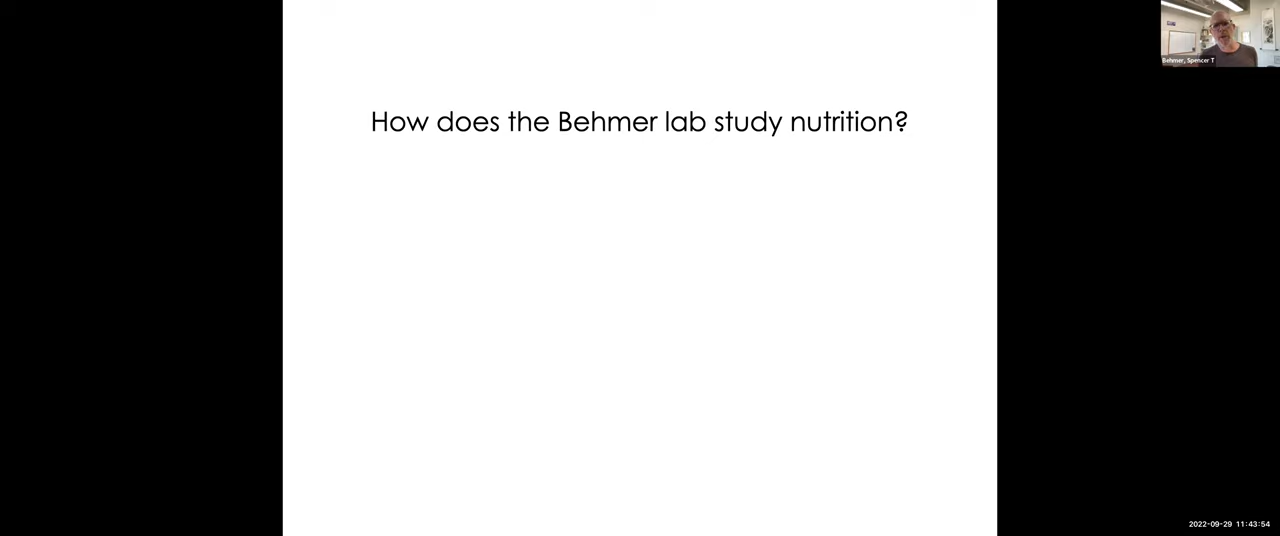 How does the Behmer lab study nutrition?
Behmer, Spencer T
2022-09-29 11:43:54